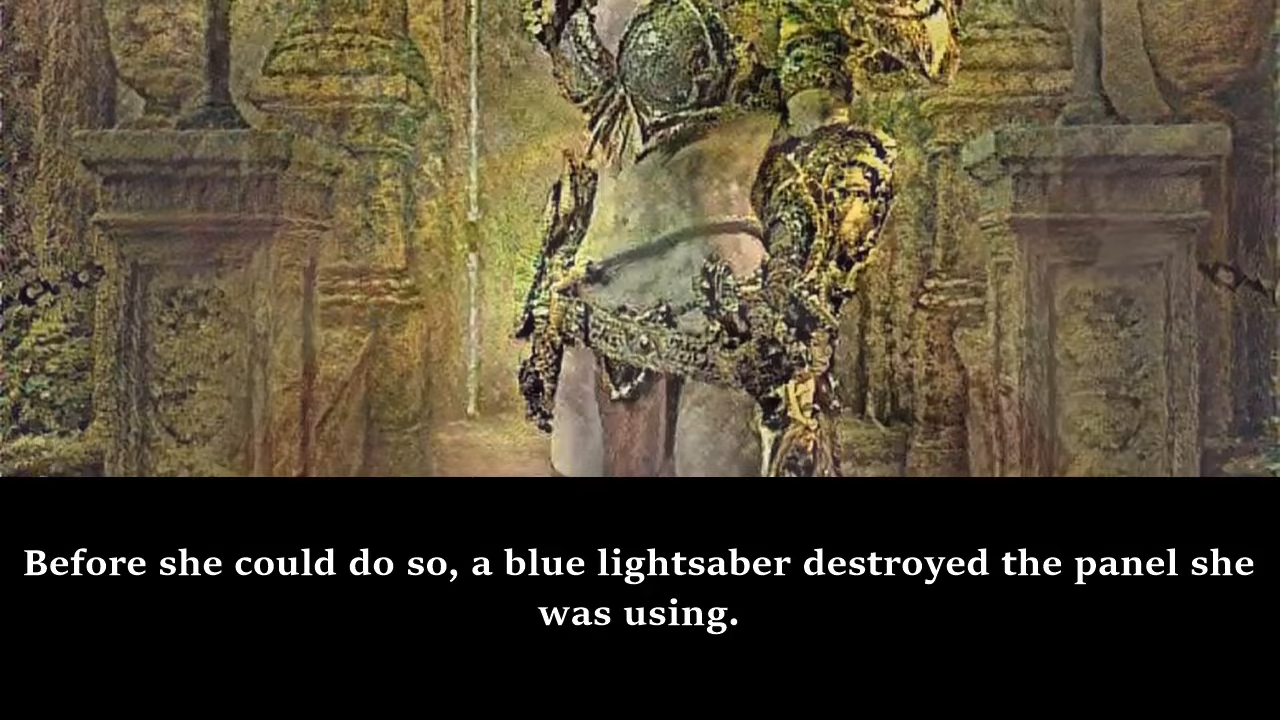 Before she could do so, a blue lightsaber destroyed the panel she
was using.